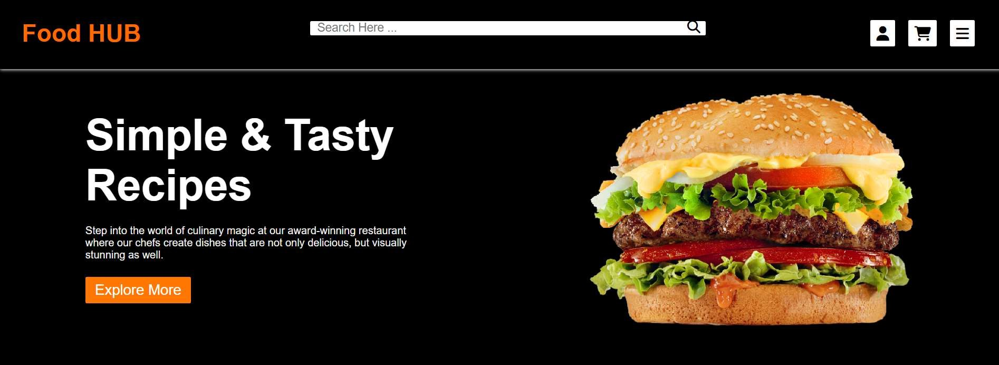 Food HUB
Search Here ...
Simple & Tasty
Recipes
Step into the world of culinary magic at our award-winning restaurant
where our chefs create dishes that are not only delicious, but visually
stunning as well.
Explore More